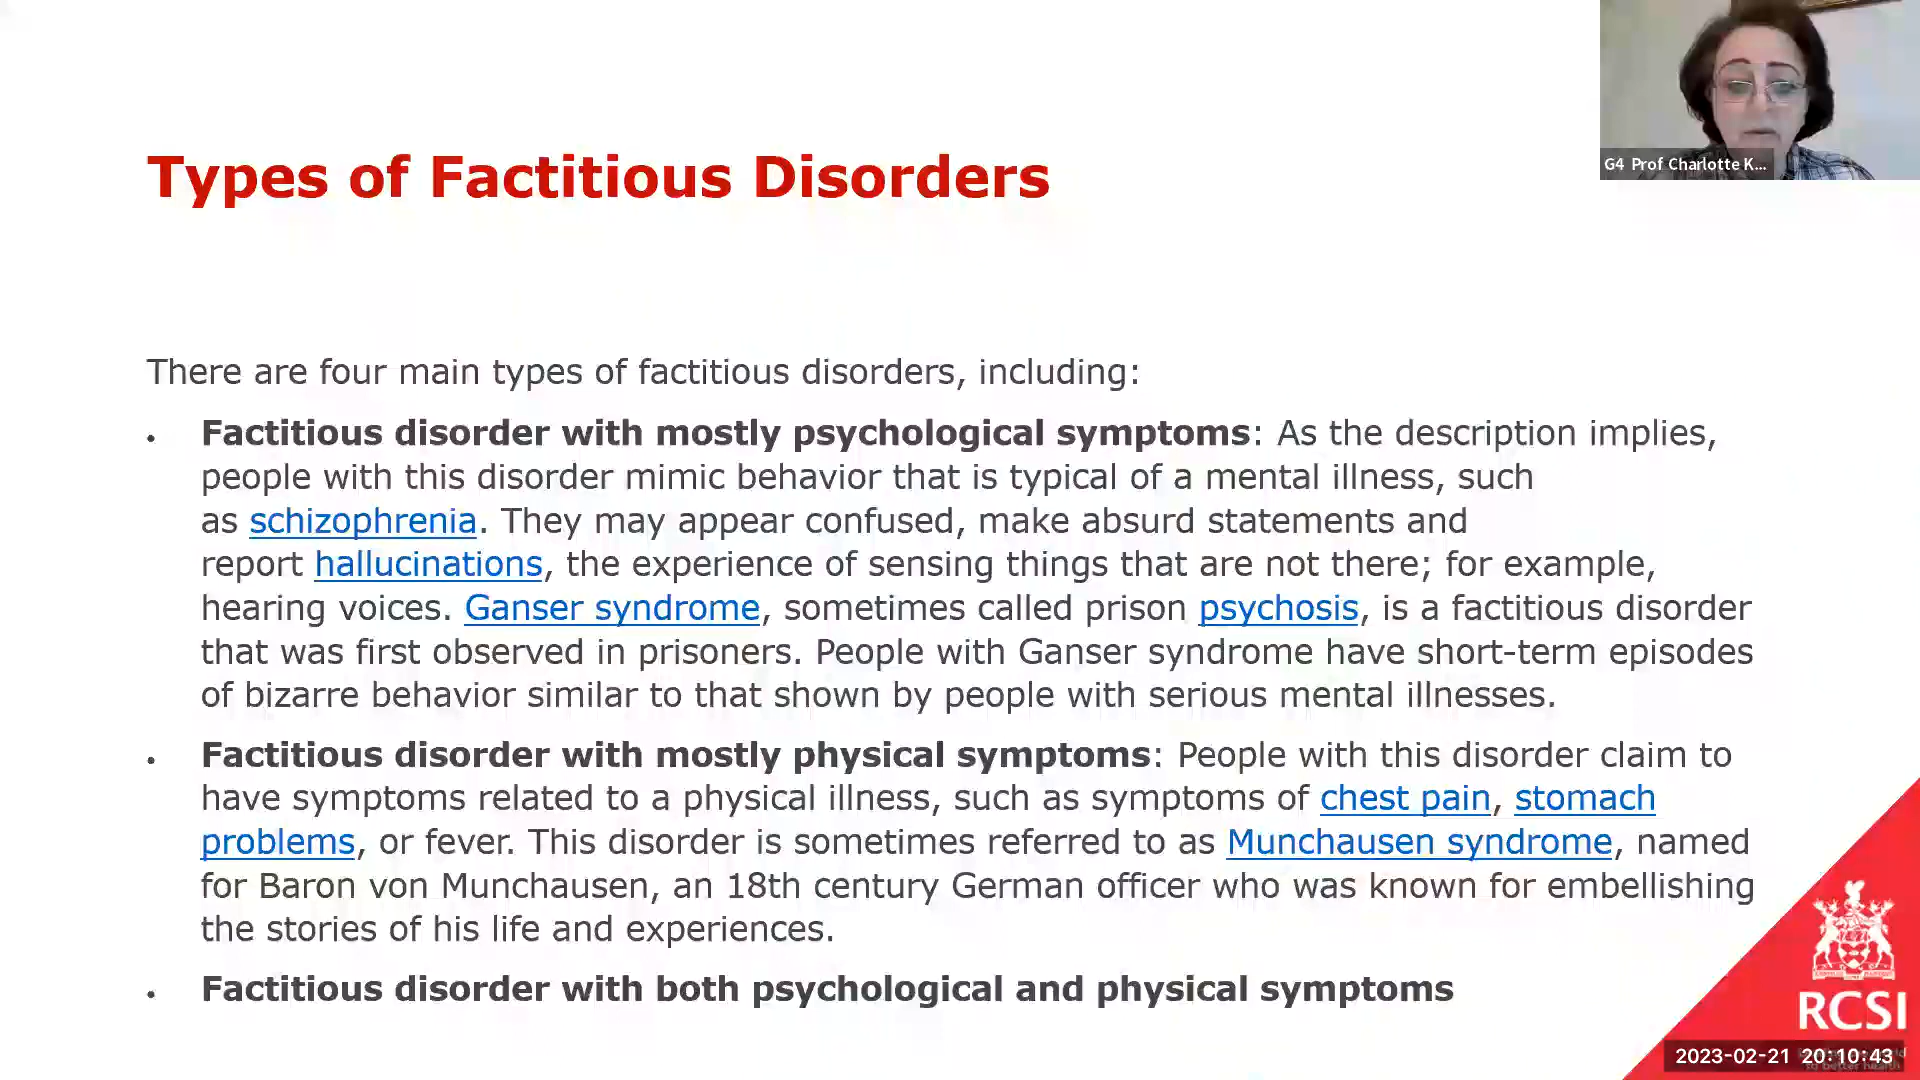 G4 Prof Charlotte K...
Types of Factitious Disorders
There are four main types of factitious disorders, including:
• Factitious disorder with mostly psychological symptoms: As the description implies,
people with this disorder mimic behavior that is typical of a mental illness, such
as schizophrenia. They may appear confused, make absurd statements and
report hallucinations, the experience of sensing things that are not there; for example,
hearing voices. Ganser syndrome, sometimes called prison psychosis, is a factitious disorder
that was first observed in prisoners. People with Ganser syndrome have short-term episodes
of bizarre behavior similar to that shown by people with serious mental illnesses.
• Factitious disorder with mostly physical symptoms: People with this disorder claim to
have symptoms related to a physical illness, such as symptoms of chest pain, stomach
problems, or fever. This disorder is sometimes referred to as Munchausen syndrome, named
for Baron von Munchausen, an 18th century German officer who was known for embellishing
the stories of his life and experiences.
• Factitious disorder with both psychological and physical symptoms
RCSI
2023-02-21 20:10:43
to better health